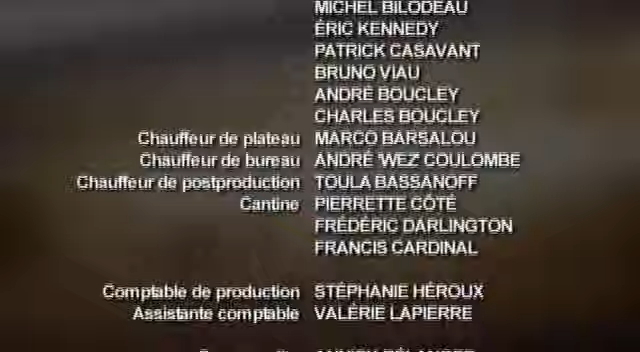 MICHEL BILODEAU
ÉRIC KENNEDY
PATRICK CASAVANT
BRUNO VIAU
ANDRÉ BOUCLEY
CHARLES BOUCLEY
Chauffeur de plateau MARCO BARSALOU
Chauffeur de bureau ANDRÉ 'WEZ' COULOMBE
Chauffeur de postproduction TOULA BASSANOFF
Cantine PIERRETTE CÔTÉ
FRÉDÉRIC DARLINGTON
FRANCIS CARDINAL
Comptable de production STÉPHANIE HÉROUX
Assistante comptable VALÉRIE LAPIERRE